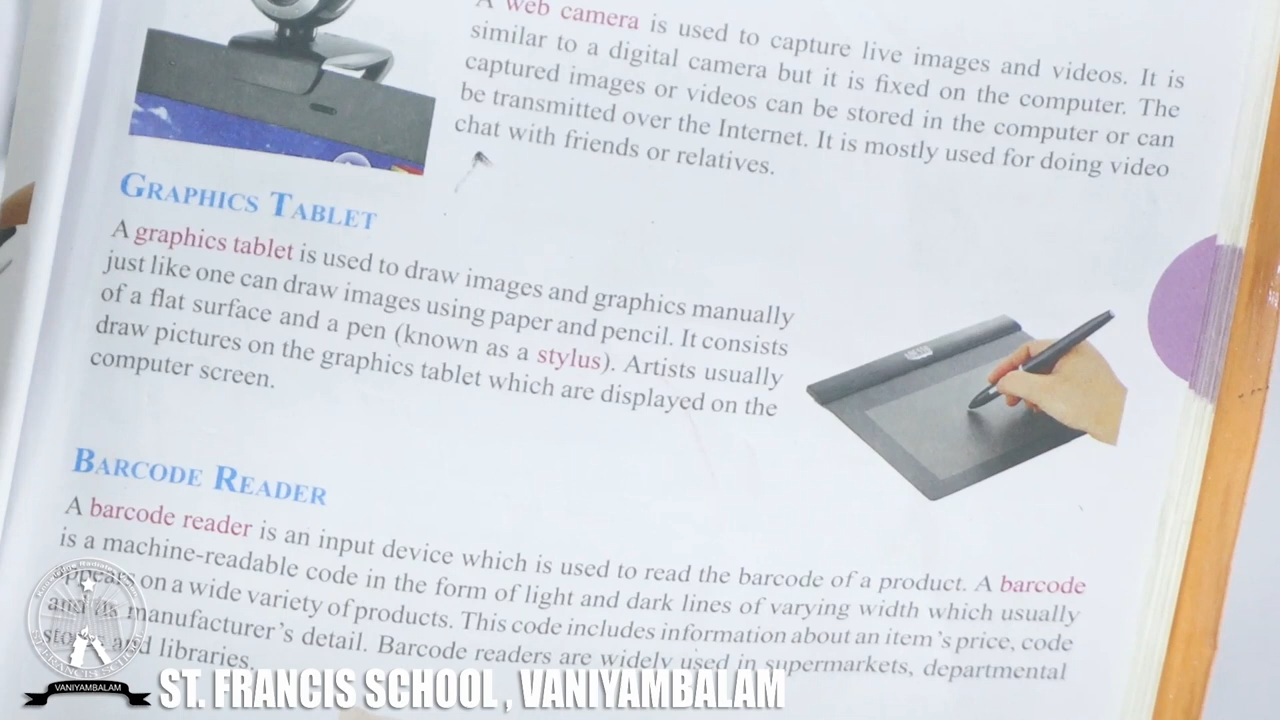 A web camera is used to capture live images and videos. It is
similar to a digital camera but it is fixed on the computer. The
captured images or videos can be stored in the computer or can
be transmitted over the Internet. It is mostly used for doing video
chat with friends or relatives.
GRAPHICS TABLET
A graphics tablet is used to draw images and graphics manually
just like one can draw images using paper and pencil. It consists
of a flat surface and a pen (known as a stylus). Artists usually
draw pictures on the graphics tablet which are displayed on the
computer screen.
BARCODE READER
A barcode reader is an input device which is used to read the barcode of a product. A barcode
is a machine-readable code in the form of light and dark lines of varying width which usually
appears on a wide variety of products. This code includes information about an item's price, code
and its manufacturer's detail. Barcode readers are widely used in supermarkets, departmental
stores and libraries.
VANIYAMBALAM
ST. FRANCIS SCHOOL , VANIYAMBALAM